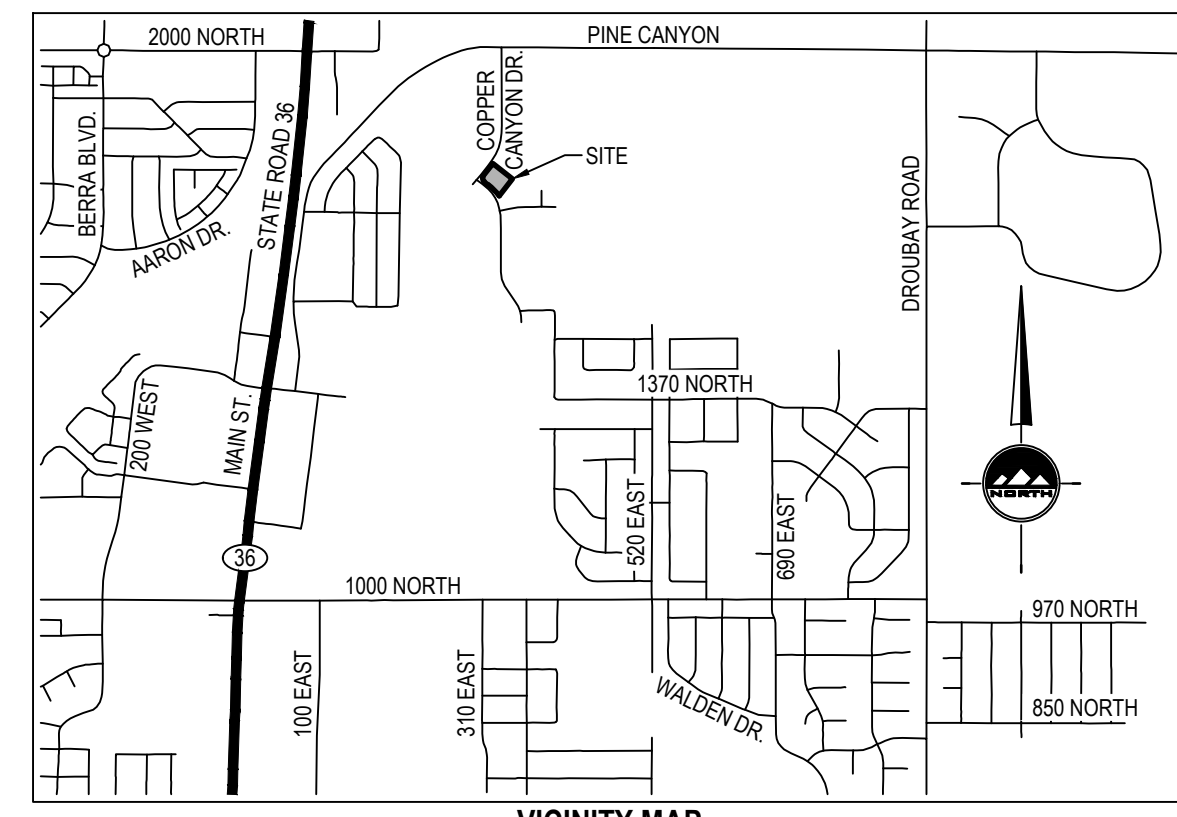 2000 NORTH
PINE CANYON
COPPER
CANYON DR.
SITE
BERRA BLVD.
STATE ROAD 36
AARON DR.
DROUBAY ROAD
1370 NORTH
200 WEST
MAIN ST.
NORTH
520 EAST
690 EAST
36
1000 NORTH
970 NORTH
100 EAST
310 EAST
WALDEN DR.
850 NORTH
VICINITY MAP